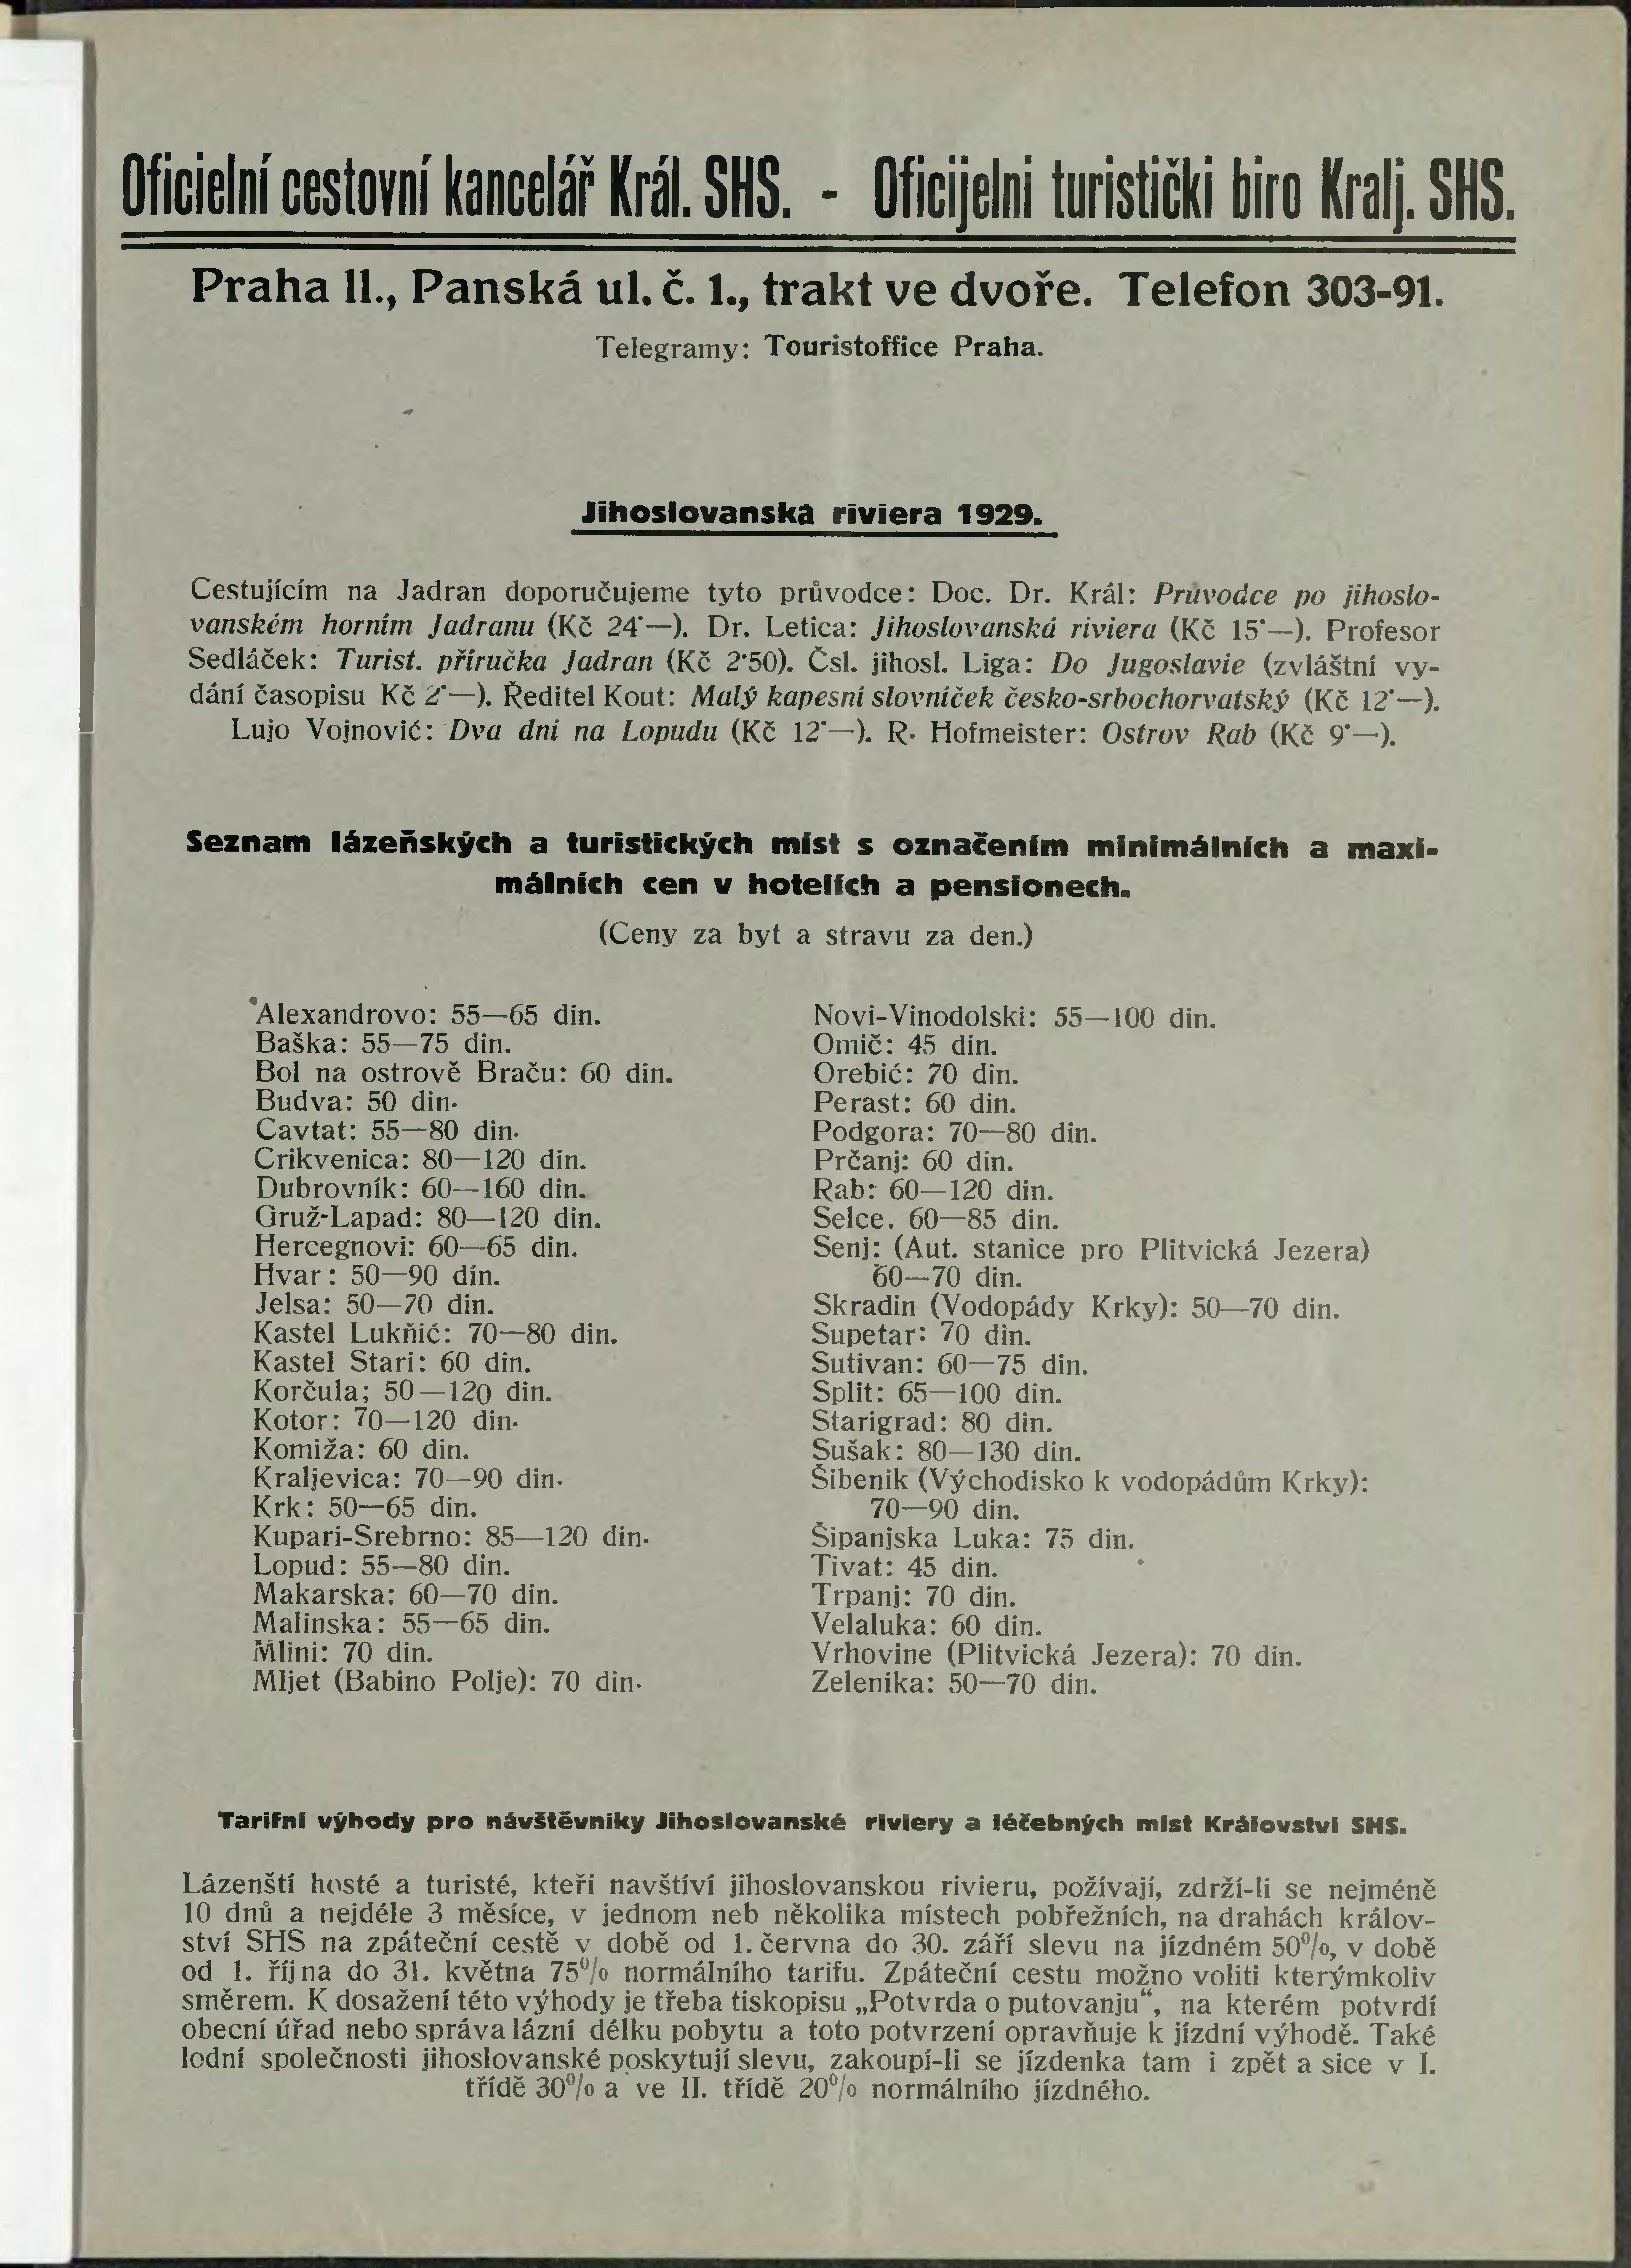 Oficielní cestovní kancelář Král. SHS. - Oficijelni turistički biro Kralj. SHS.
Praha II., Panská ul. č. 1., trakt ve dvoře. Telefon 303-91.
Telegramy: Touristoffice Praha.
Jihoslovanská riviera 1929.
Cestujícím na Jadran doporučujeme tyto průvodce: Doc. Dr. Král: Průvodce po jihoslo-
vanském horním Jadranu (Kč 24·—). Dr. Letica: Jihoslovanská riviera (Kč 15·—). Profesor
Sedláček: Turist. příručka Jadran (Kč 2·50). Čsl. jihosl. Liga: Do Jugoslavie (zvláštní vy-
dání časopisu Kč 2·—). Ředitel Kout: Malý kapesní slovníček česko-srbochorvatský (Kč 12·—).
Lujo Vojnović: Dva dni na Lopudu (Kč 12·—). R. Hofmeister: Ostrov Rab (Kč 9·—).
Seznam lázeňských a turistických míst s označením minimálních a maxi-
málních cen v hotelích a pensionech.
(Ceny za byt a stravu za den.)
Alexandrovo: 55—65 din.
Baška: 55—75 din.
Bol na ostrově Braču: 60 din.
Budva: 50 din.
Cavtat: 55—80 din.
Crikvenica: 80—120 din.
Dubrovník: 60—160 din.
Gruž-Lapad: 80—120 din.
Hercegnovi: 60—65 din.
Hvar: 50—90 din.
Jelsa: 50—70 din.
Kastel Lukňić: 70—80 din.
Kastel Stari: 60 din.
Korčula; 50—120 din.
Kotor: 70—120 din.
Komiža: 60 din.
Kraljevica: 70—90 din.
Krk: 50—65 din.
Kupari-Srebrno: 85—120 din.
Lopud: 55—80 din.
Makarska: 60—70 din.
Malinska: 55—65 din.
Mlini: 70 din.
Mljet (Babino Polje): 70 din.
Novi-Vinodolski: 55—100 din.
Omič: 45 din.
Orebić: 70 din.
Perast: 60 din.
Podgora: 70—80 din.
Prčanj: 60 din.
Rab: 60—120 din.
Selce. 60—85 din.
Senj: (Aut. stanice pro Plitvická Jezera)
60—70 din.
Skradin (Vodopády Krky): 50—70 din.
Supetar: 70 din.
Sutivan: 60—75 din.
Split: 65—100 din.
Starigrad: 80 din.
Sušak: 80—130 din.
Šibenik (Východisko k vodopádům Krky):
70—90 din.
Šipanjska Luka: 75 din.
Tivat: 45 din.
Trpanj: 70 din.
Velaluka: 60 din.
Vrhovine (Plitvická Jezera): 70 din.
Zelenika: 50—70 din.
Tarifní výhody pro návštěvníky Jihoslovanské riviery a léčebných míst Království SHS.
Lázenští hosté a turisté, kteří navštíví jihoslovanskou rivieru, požívají, zdrží-li se nejméně
10 dnů a nejdéle 3 měsíce, v jednom neb několika místech pobřežních, na drahách králov-
ství SHS na zpáteční cestě v době od 1. června do 30. září slevu na jízdném 50%, v době
od 1. října do 31. května 75% normálního tarifu. Zpáteční cestu možno voliti kterýmkoliv
směrem. K dosažení této výhody je třeba tiskopisu „Potvrda o putovanju“, na kterém potvrdí
obecní úřad nebo správa lázní délku pobytu a toto potvrzení opravňuje k jízdní výhodě. Také
lodní společnosti jihoslovanské poskytují slevu, zakoupí-li se jízdenka tam i zpět a sice v I.
třídě 30% a ve II. třídě 20% normálního jízdného.